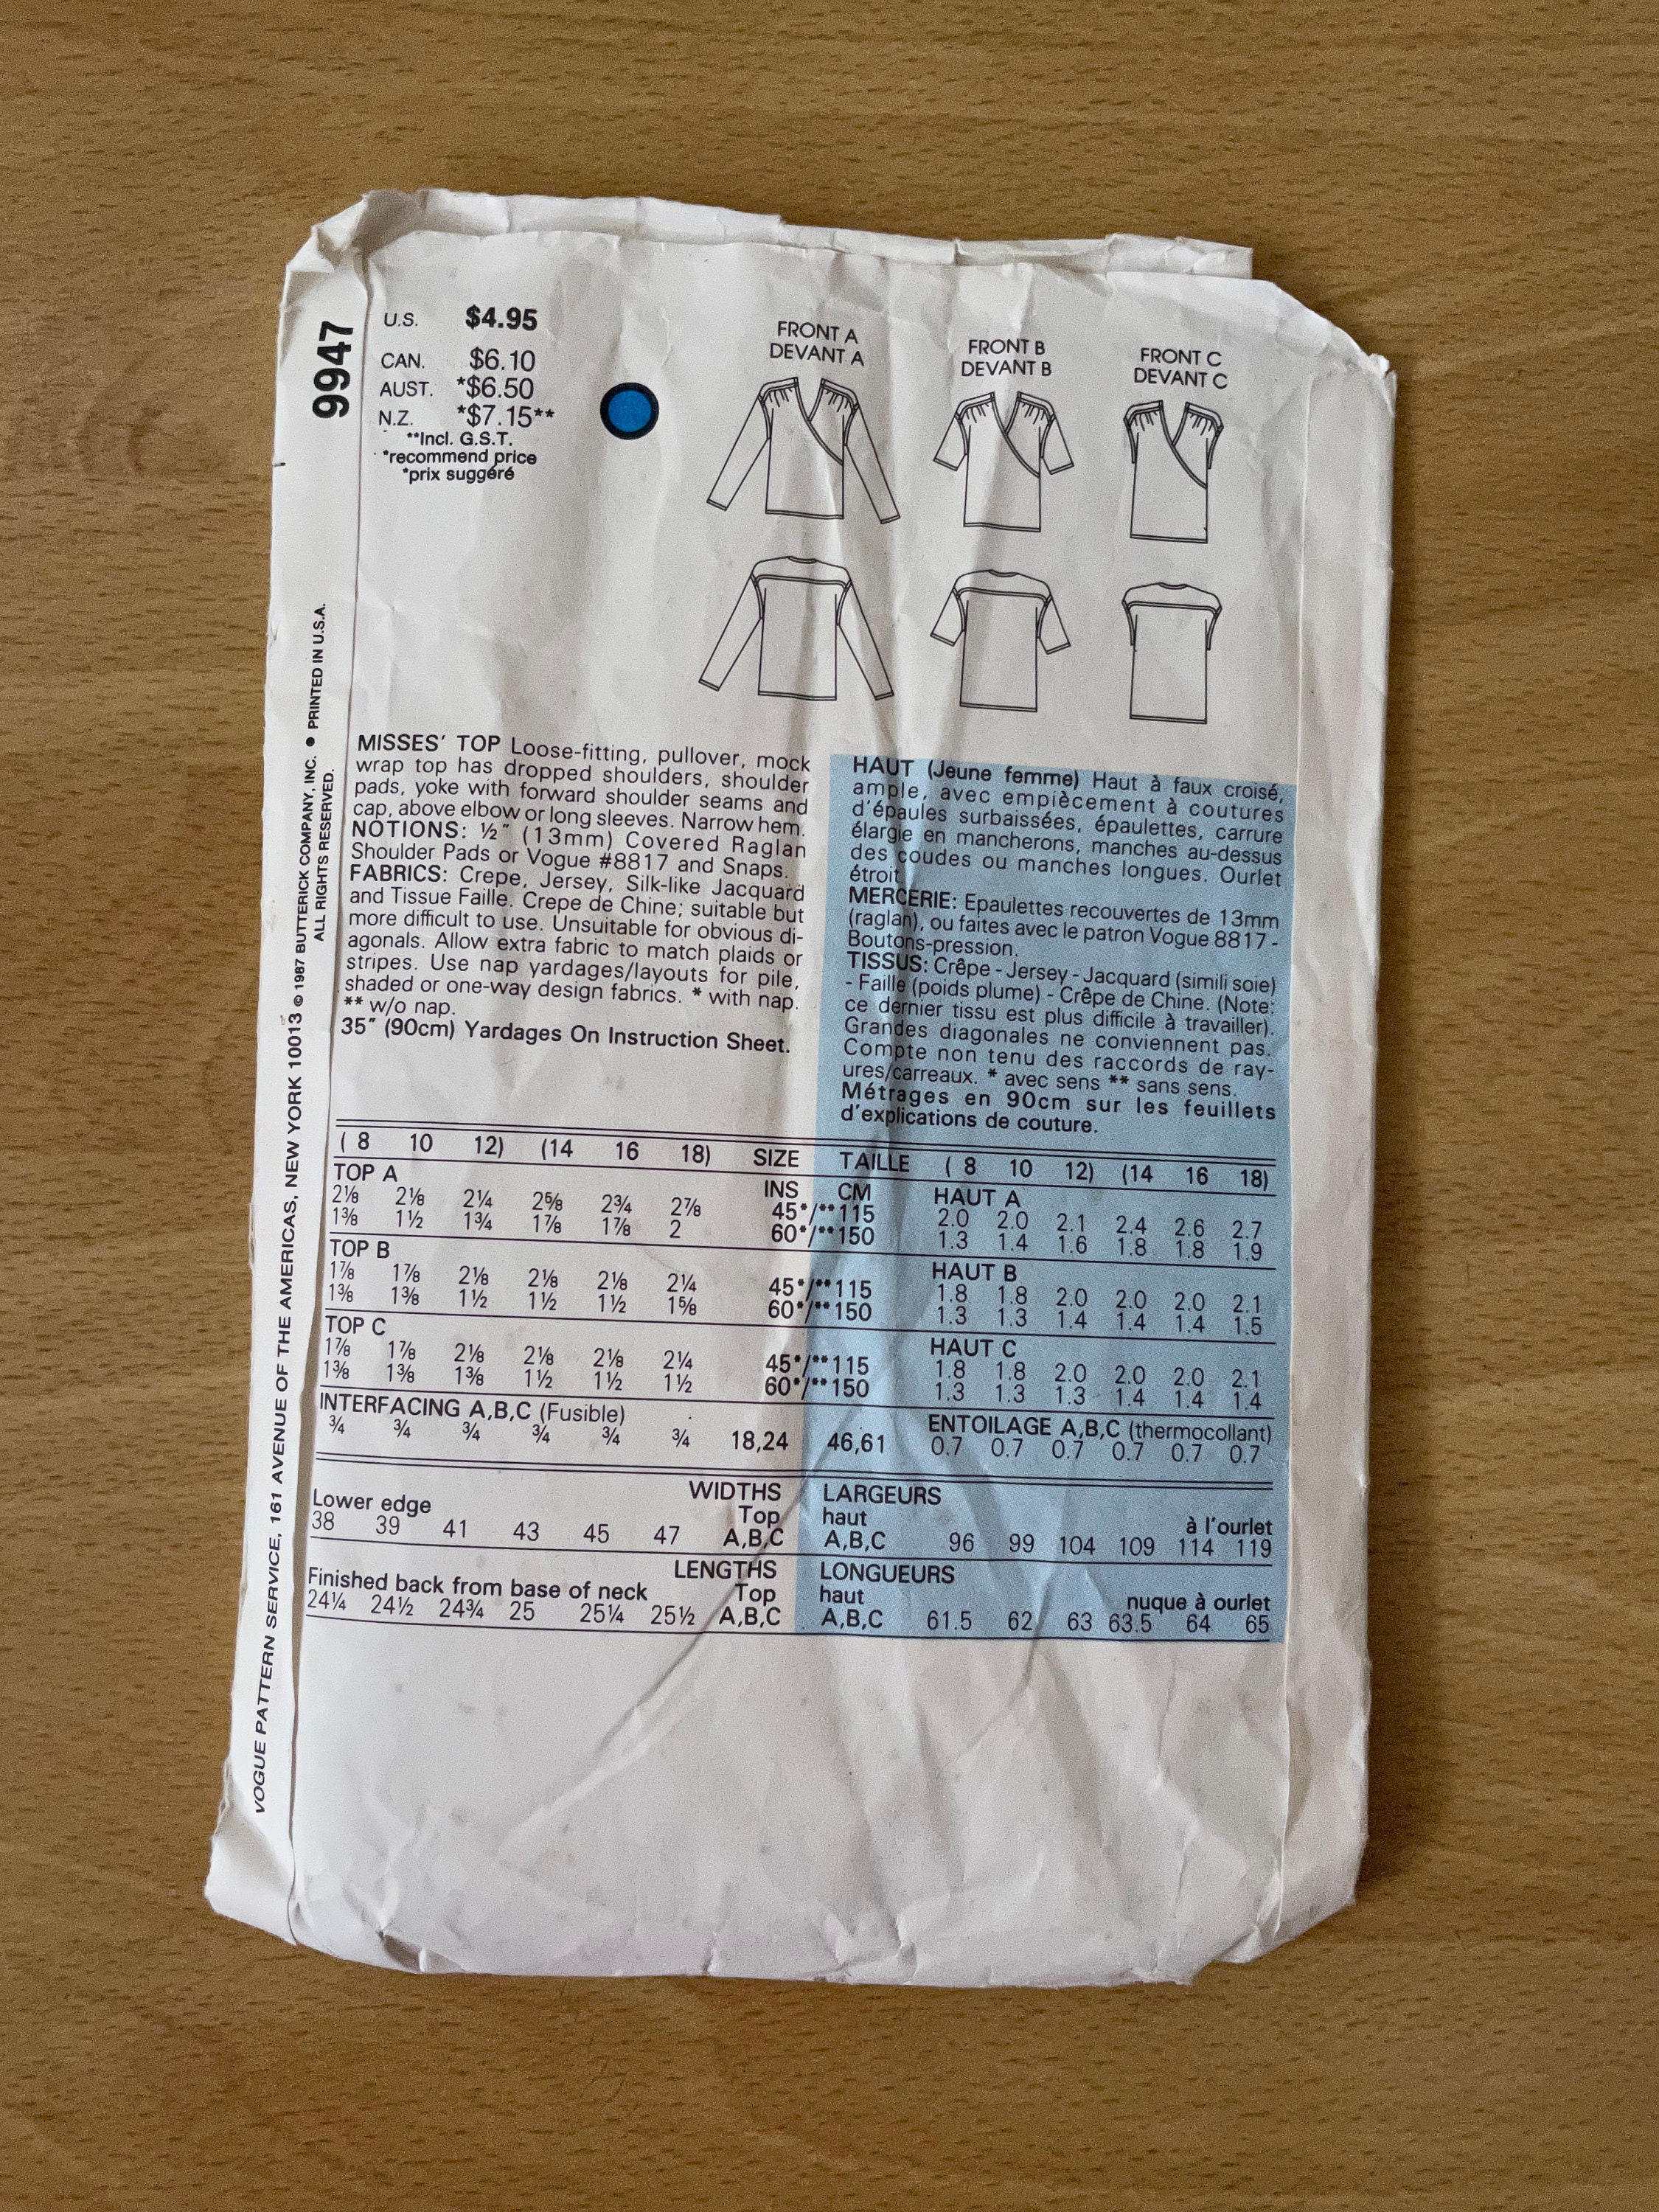 9947
U.S. $4.95
CAN. $6.10
AUST. *$6.50
N.Z. *$7.15**
**Incl. G.S.T.
*recommend price
*prix suggéré
FRONT A
DEVANT A
FRONT B
DEVANT B
FRONT C
DEVANT C
VOGUE PATTERN SERVICE, 161 AVENUE OF THE AMERICAS, NEW YORK 10013 © 1987 BUTTERICK COMPANY, INC. ● PRINTED IN U.S.A.
ALL RIGHTS RESERVED.
MISSES' TOP Loose-fitting, pullover, mock
wrap top has dropped shoulders, shoulder
pads, yoke with forward shoulder seams and
cap, above elbow or long sleeves. Narrow hem.
NOTIONS: ½" (13mm) Covered Raglan
Shoulder Pads or Vogue #8817 and Snaps.
FABRICS: Crepe, Jersey, Silk-like Jacquard
and Tissue Faille. Crepe de Chine; suitable but
more difficult to use. Unsuitable for obvious di-
agonals. Allow extra fabric to match plaids or
stripes. Use nap yardages/layouts for pile,
shaded or one-way design fabrics. * with nap.
** w/o nap.
35" (90cm) Yardages On Instruction Sheet.
HAUT (Jeune femme) Haut à faux croisé,
ample, avec empiècement à coutures
d'épaules surbaissées, épaulettes, carrure
élargie en mancherons, manches au-dessus
des coudes ou manches longues. Ourlet
étroit.
MERCERIE: Epaulettes recouvertes de 13mm
(raglan), ou faites avec le patron Vogue 8817 -
Boutons-pression.
TISSUS: Crêpe - Jersey - Jacquard (simili soie)
- Faille (poids plume) - Crêpe de Chine. (Note:
ce dernier tissu est plus difficile à travailler).
Grandes diagonales ne conviennent pas.
Compte non tenu des raccords de ray-
ures/carreaux. * avec sens ** sans sens.
Métrages en 90cm sur les feuillets
d'explications de couture.
( 8 10 12) (14 16 18) SIZE TAILLE ( 8 10 12) (14 16 18)
TOP A INS CM HAUT A
2⅛ 2⅛ 2¼ 2⅝ 2¾ 2⅞ 45*/**115 2.0 2.0 2.1 2.4 2.6 2.7
1⅜ 1½ 1¾ 1⅞ 1⅞ 2 60*/**150 1.3 1.4 1.6 1.8 1.8 1.9
TOP B HAUT B
1⅞ 1⅞ 2⅛ 2⅛ 2⅛ 2¼ 45*/**115 1.8 1.8 2.0 2.0 2.0 2.1
1⅜ 1⅜ 1½ 1½ 1½ 1⅝ 60*/**150 1.3 1.3 1.4 1.4 1.4 1.5
TOP C HAUT C
1⅞ 1⅞ 2⅛ 2⅛ 2⅛ 2¼ 45*/**115 1.8 1.8 2.0 2.0 2.0 2.1
1⅜ 1⅜ 1⅜ 1½ 1½ 1½ 60*/**150 1.3 1.3 1.3 1.4 1.4 1.4
INTERFACING A,B,C (Fusible) ENTOILAGE A,B,C (thermocollant)
¾ ¾ ¾ ¾ ¾ ¾ 18,24 46,61 0.7 0.7 0.7 0.7 0.7 0.7
WIDTHS LARGEURS
Lower edge Top haut à l'ourlet
38 39 41 43 45 47 A,B,C A,B,C 96 99 104 109 114 119
LENGTHS LONGUEURS
Finished back from base of neck Top haut nuque à ourlet
24¼ 24½ 24¾ 25 25¼ 25½ A,B,C A,B,C 61.5 62 63 63.5 64 65